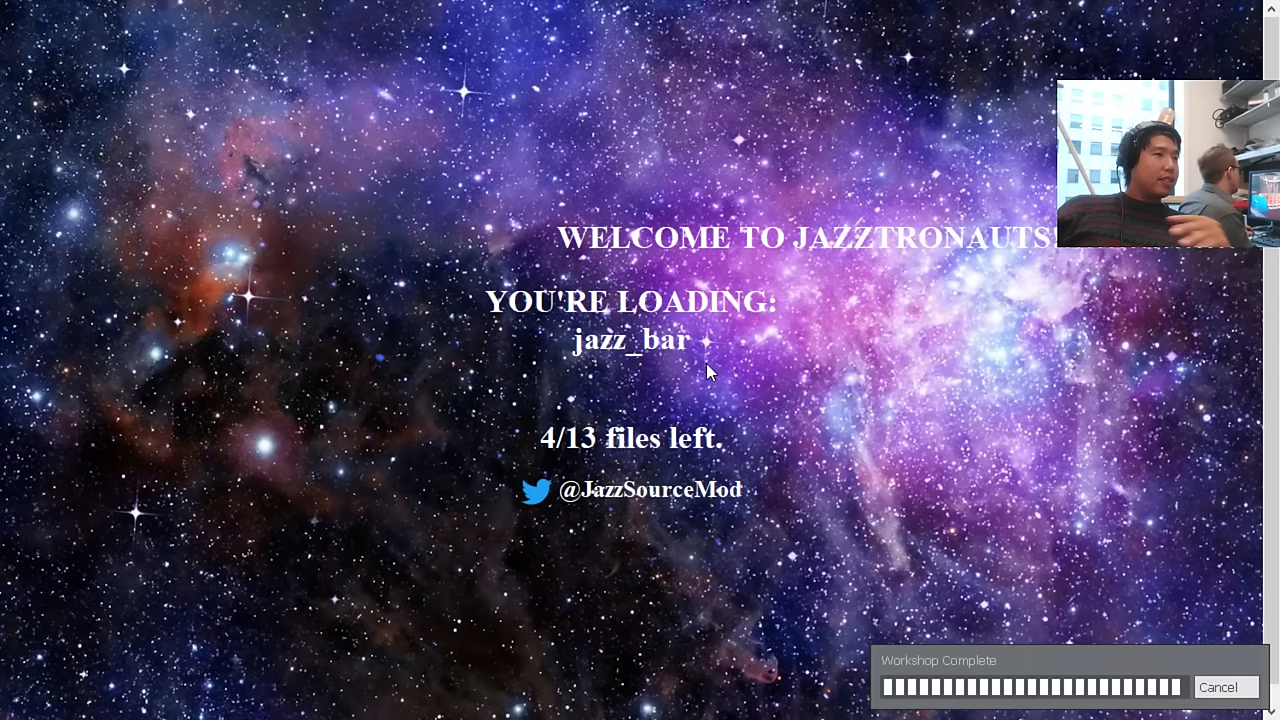 WELCOME TO JAZZTRONAUTS!
YOU'RE LOADING:
jazz_bar
4/13 files left.
@JazzSourceMod
Workshop Complete
Cancel